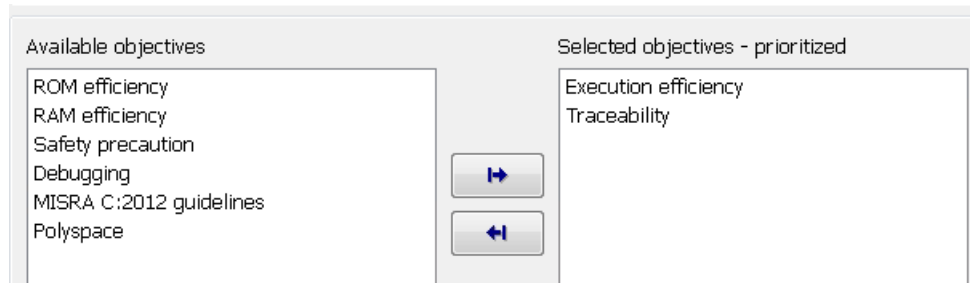 Available objectives
ROM efficiency
RAM efficiency
Safety precaution
Debugging
MISRA C:2012 guidelines
Polyspace
Selected objectives - prioritized
Execution efficiency
Traceability